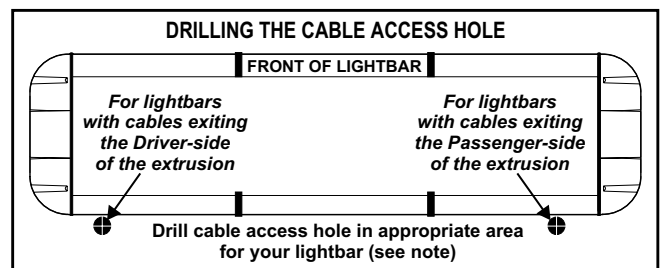 DRILLING THE CABLE ACCESS HOLE
FRONT OF LIGHTBAR
For lightbars
with cables exiting
the Driver-side
of the extrusion
For lightbars
with cables exiting
the Passenger-side
of the extrusion
Drill cable access hole in appropriate area
for your lightbar (see note)